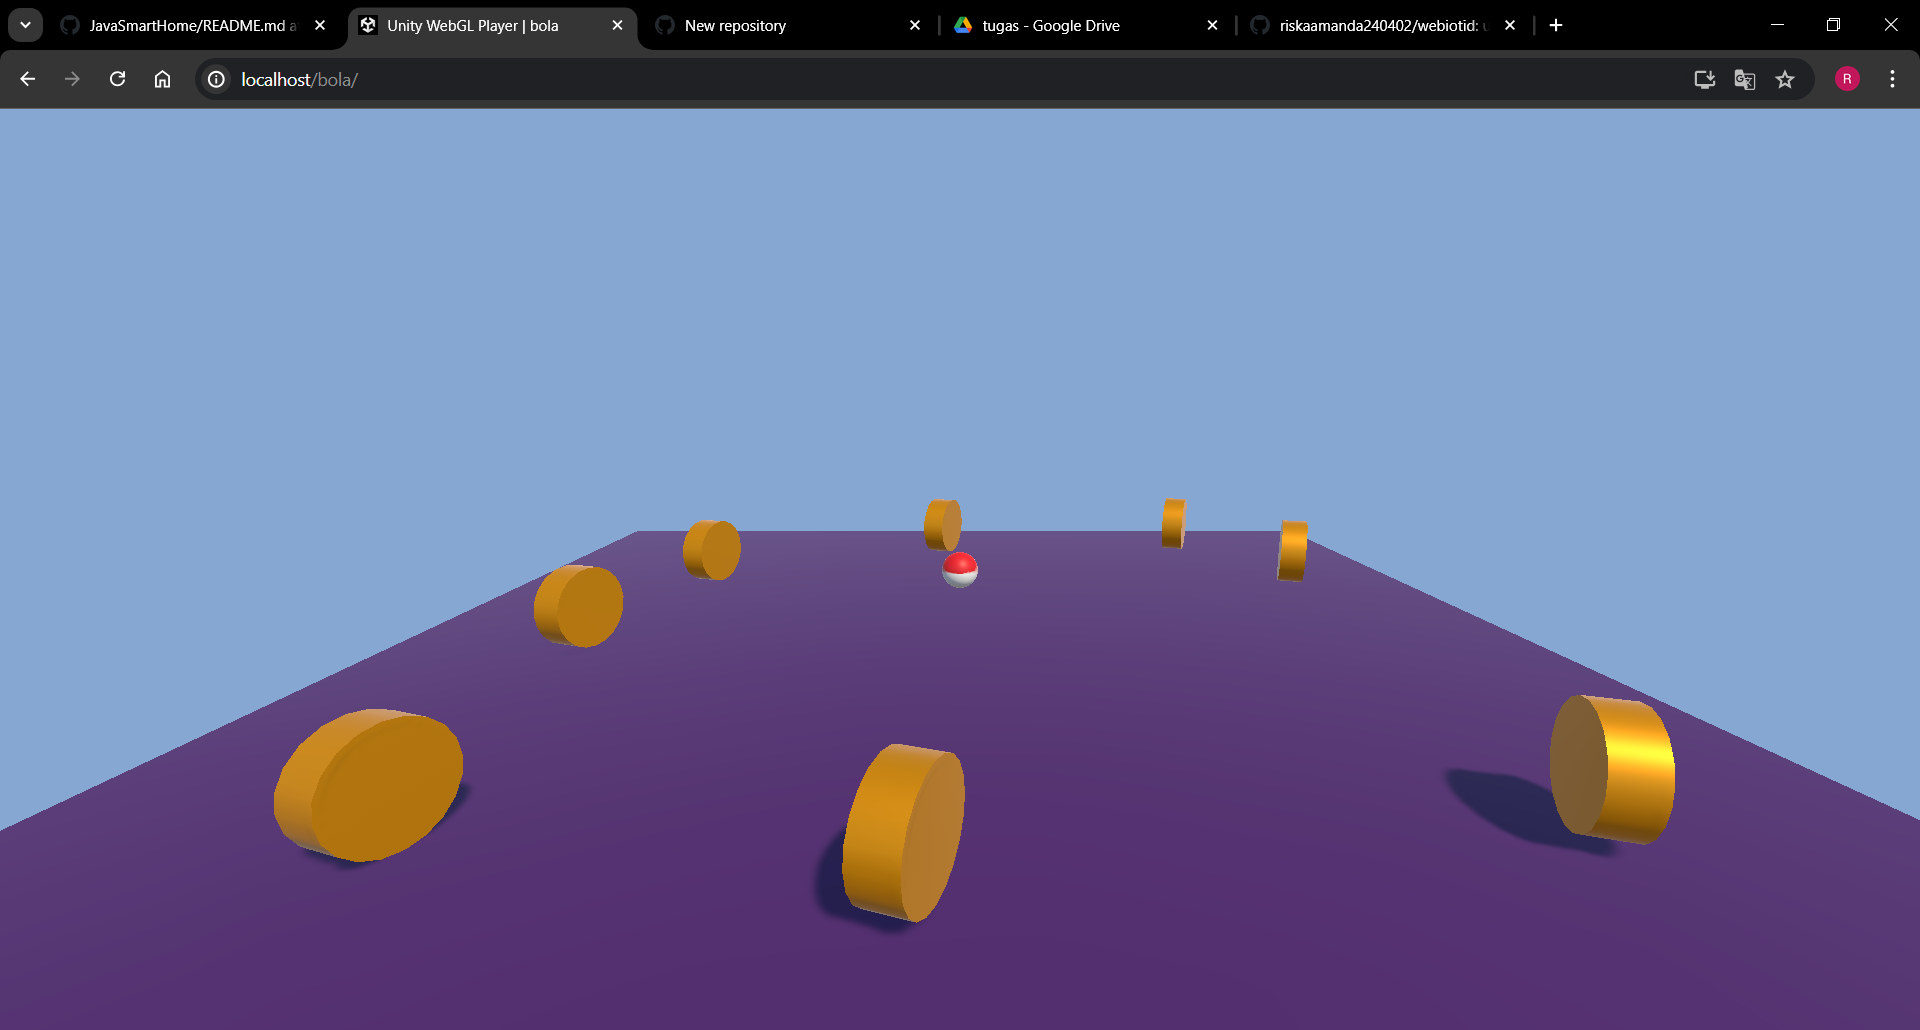 JavaSmartHome/README.md a
Unity WebGL Player | bola
New repository
tugas - Google Drive
riskaamanda240402/webiotid: u
localhost/bola/
R